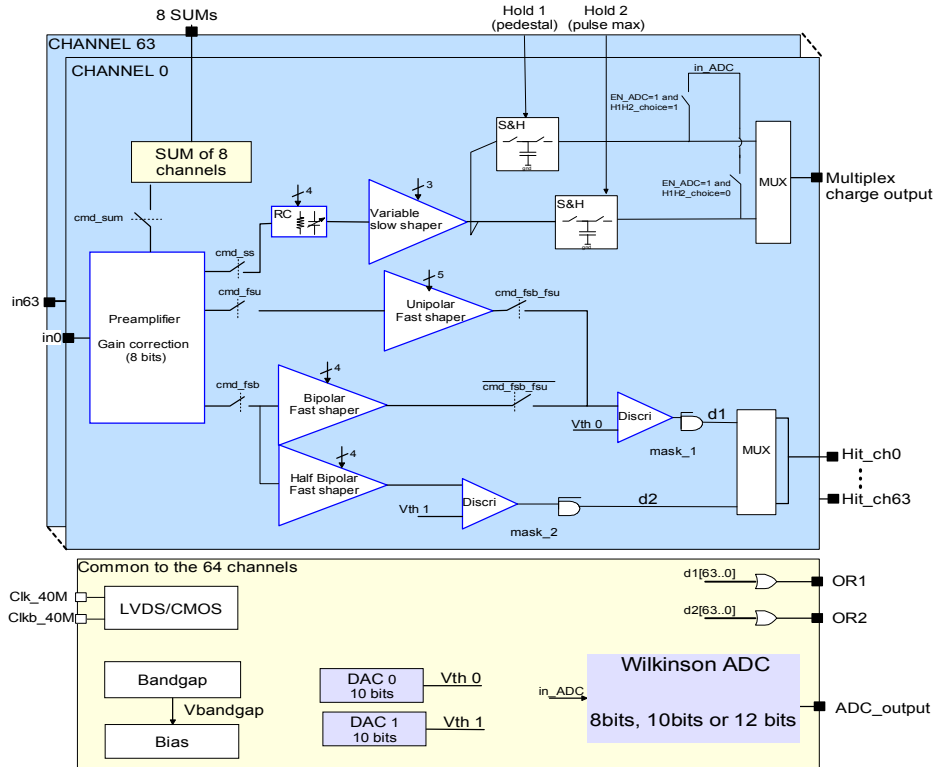 8 SUMs
Hold 1
(pedestal)
Hold 2
(pulse max)
CHANNEL 63
CHANNEL 0
in_ADC
EN_ADC=1 and
H1H2_choice=1
S&H
gnd
SUM of 8
channels
cmd_sum
4
RC
3
Variable
slow shaper
S&H
gnd
EN_ADC=1 and
H1H2_choice=0
MUX
Multiplex
charge output
cmd_ss
in63
in0
Preamplifier
Gain correction
(8 bits)
cmd_fsu
5
Unipolar
Fast shaper
cmd_fsb_fsu
cmd_fsb
4
Bipolar
Fast shaper
cmd_fsb_fsu
Vth 0
Discri
mask_1
d1
MUX
Hit_ch0
Hit_ch63
4
Half Bipolar
Fast shaper
Vth 1
Discri
mask_2
d2
Common to the 64 channels
Clk_40M
Clkb_40M
LVDS/CMOS
d1[63..0]
OR1
d2[63..0]
OR2
Bandgap
Vbandgap
Bias
DAC 0
10 bits
Vth 0
DAC 1
10 bits
Vth 1
in_ADC
Wilkinson ADC
8bits, 10bits or 12 bits
ADC_output